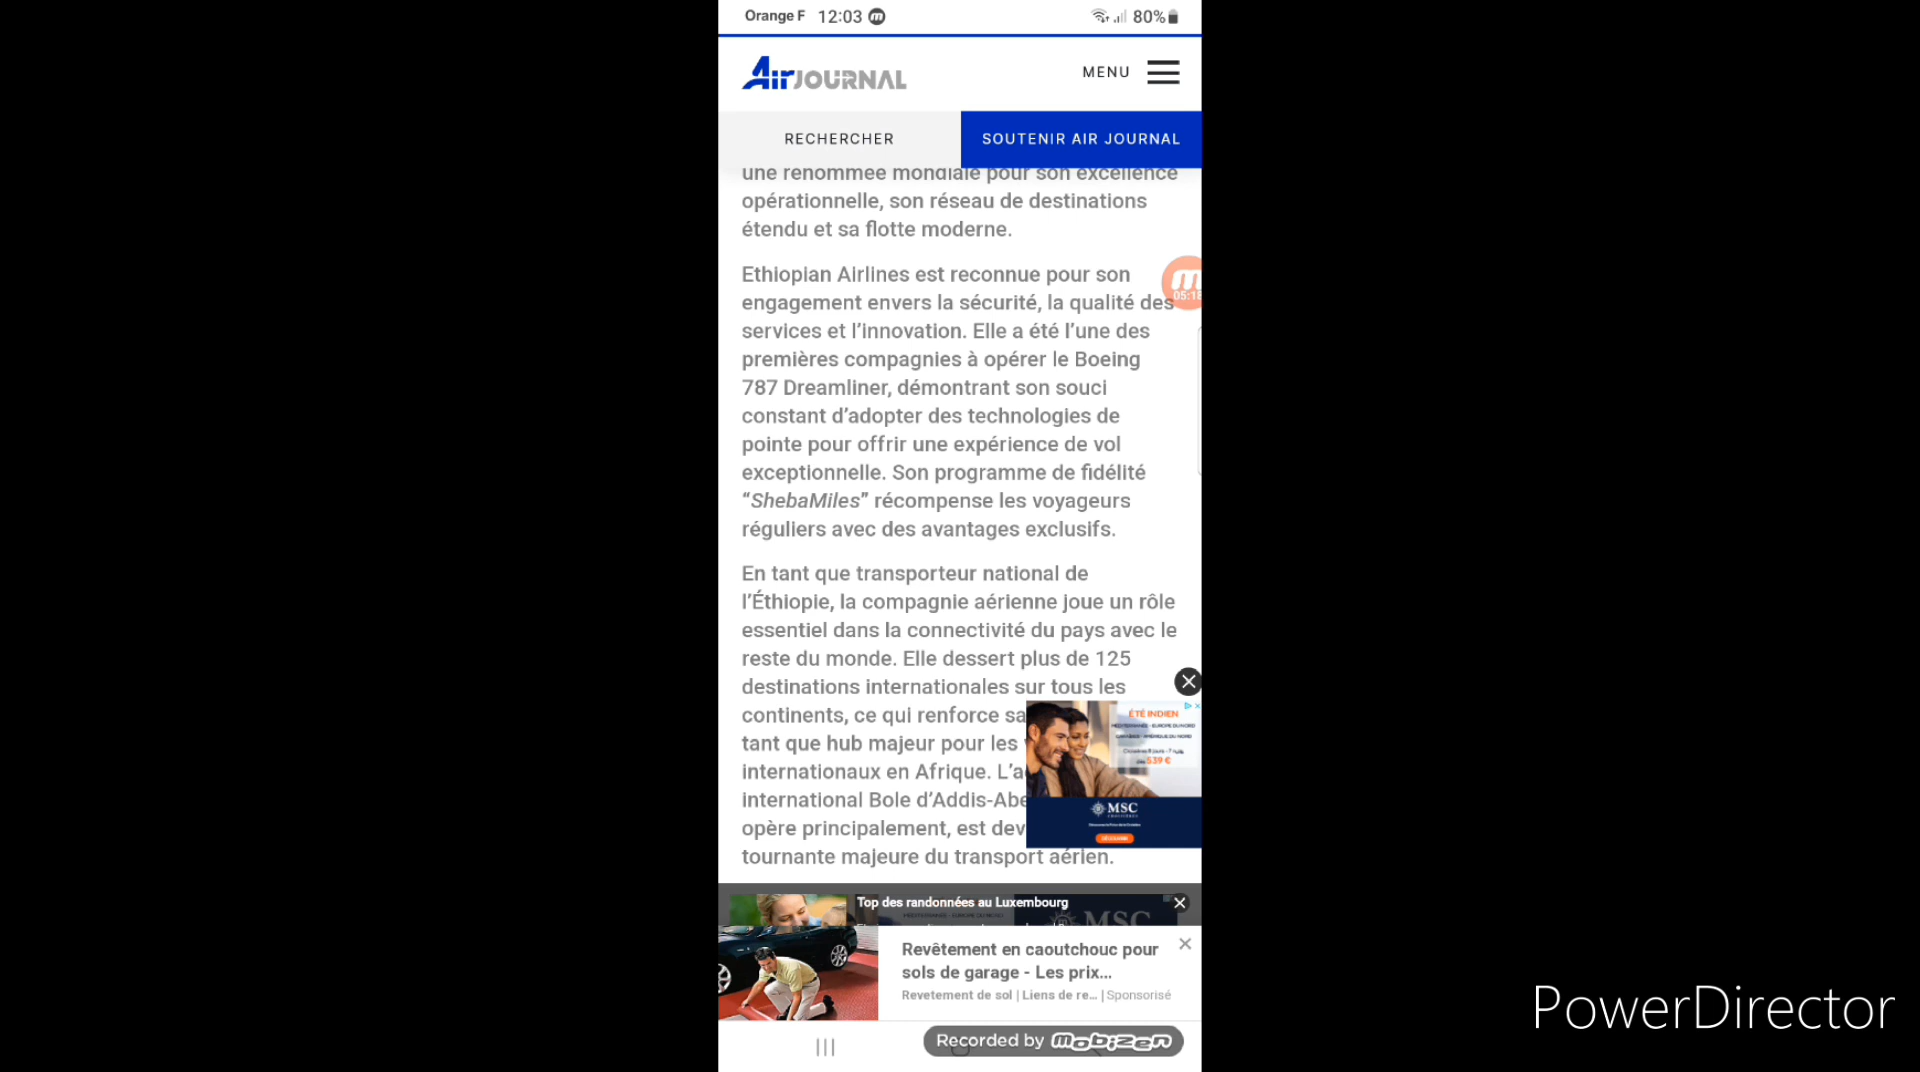 Orange F 12:03 80%
AirJOURNAL
MENU
RECHERCHER
SOUTENIR AIR JOURNAL
une renommée mondiale pour son excellence
opérationnelle, son réseau de destinations
étendu et sa flotte moderne.
Ethiopian Airlines est reconnue pour son
engagement envers la sécurité, la qualité des
services et l’innovation. Elle a été l’une des
premières compagnies à opérer le Boeing
787 Dreamliner, démontrant son souci
constant d’adopter des technologies de
pointe pour offrir une expérience de vol
exceptionnelle. Son programme de fidélité
“ShebaMiles” récompense les voyageurs
réguliers avec des avantages exclusifs.
05:18
En tant que transporteur national de
l’Éthiopie, la compagnie aérienne joue un rôle
essentiel dans la connectivité du pays avec le
reste du monde. Elle dessert plus de 125
destinations internationales sur tous les
continents, ce qui renforce sa
tant que hub majeur pour les
internationaux en Afrique. L’a
international Bole d’Addis-Abe
opère principalement, est dev
tournante majeure du transport aérien.
ÉTÉ INDIEN
MÉDITERRANÉE - EUROPE DU NORD
539 €
MSC
Top des randonnées au Luxembourg
MSC
Revêtement en caoutchouc pour
sols de garage - Les prix...
Revetement de sol | Liens de re... | Sponsorisé
Recorded by mobizen
PowerDirector